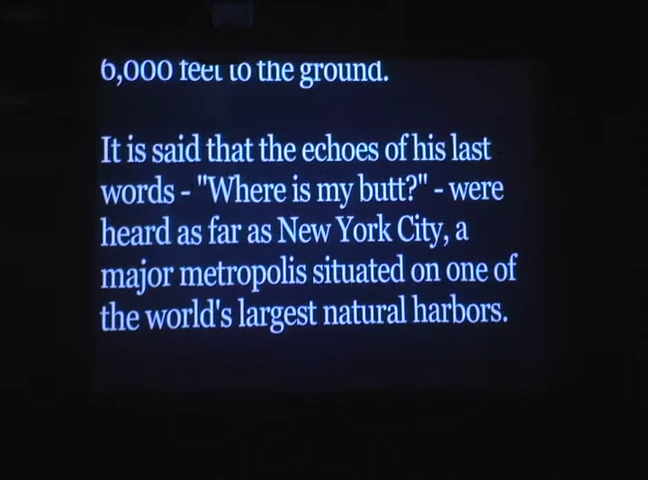 6,000 feet to the ground.
It is said that the echoes of his last
words - "Where is my butt?" - were
heard as far as New York City, a
major metropolis situated on one of
the world's largest natural harbors.